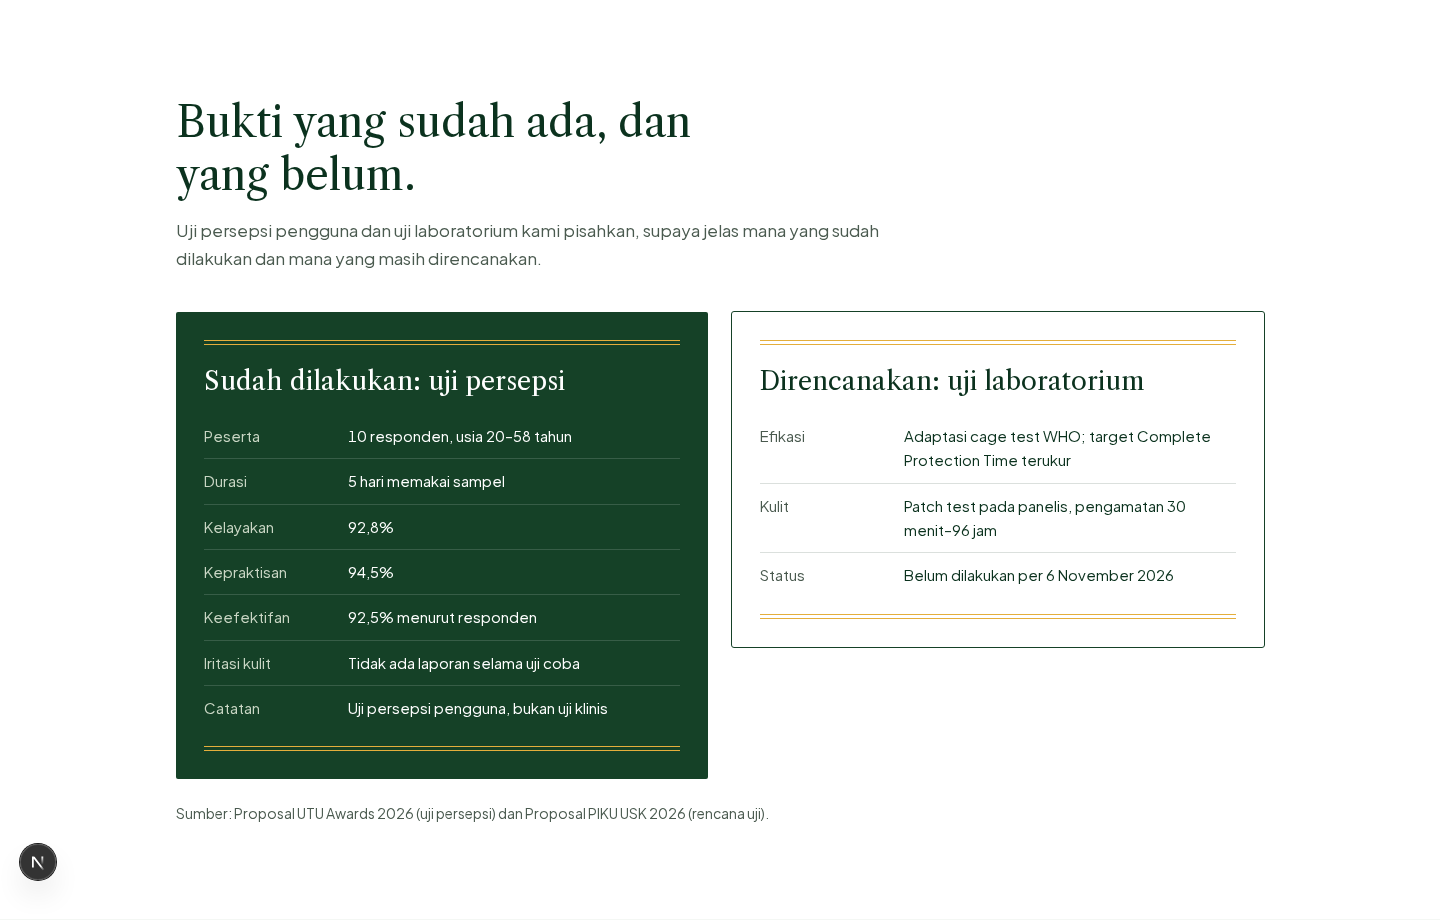 Bukti yang sudah ada, dan
yang belum.
Uji persepsi pengguna dan uji laboratorium kami pisahkan, supaya jelas mana yang sudah
dilakukan dan mana yang masih direncanakan.
Sudah dilakukan: uji persepsi
Peserta 10 responden, usia 20–58 tahun
Durasi 5 hari memakai sampel
Kelayakan 92,8%
Kepraktisan 94,5%
Keefektifan 92,5% menurut responden
Iritasi kulit Tidak ada laporan selama uji coba
Catatan Uji persepsi pengguna, bukan uji klinis
Direncanakan: uji laboratorium
Efikasi Adaptasi cage test WHO; target Complete
Protection Time terukur
Kulit Patch test pada panelis, pengamatan 30
menit–96 jam
Status Belum dilakukan per 6 November 2026
Sumber: Proposal UTU Awards 2026 (uji persepsi) dan Proposal PIKU USK 2026 (rencana uji).
N